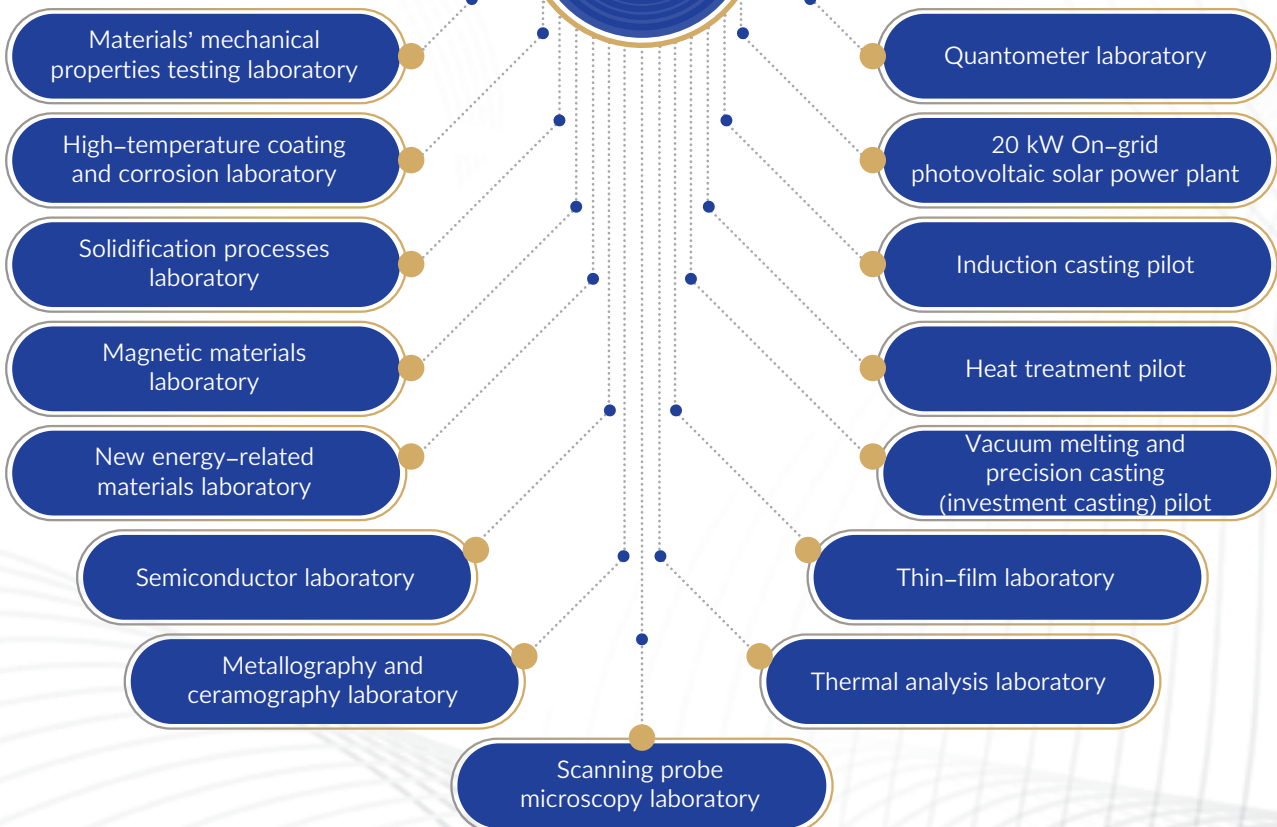 Materials’ mechanical
properties testing laboratory
High-temperature coating
and corrosion laboratory
Solidification processes
laboratory
Magnetic materials
laboratory
New energy-related
materials laboratory
Semiconductor laboratory
Metallography and
ceramography laboratory
Scanning probe
microscopy laboratory
Quantometer laboratory
20 kW On-grid
photovoltaic solar power plant
Induction casting pilot
Heat treatment pilot
Vacuum melting and
precision casting
(investment casting) pilot
Thin-film laboratory
Thermal analysis laboratory